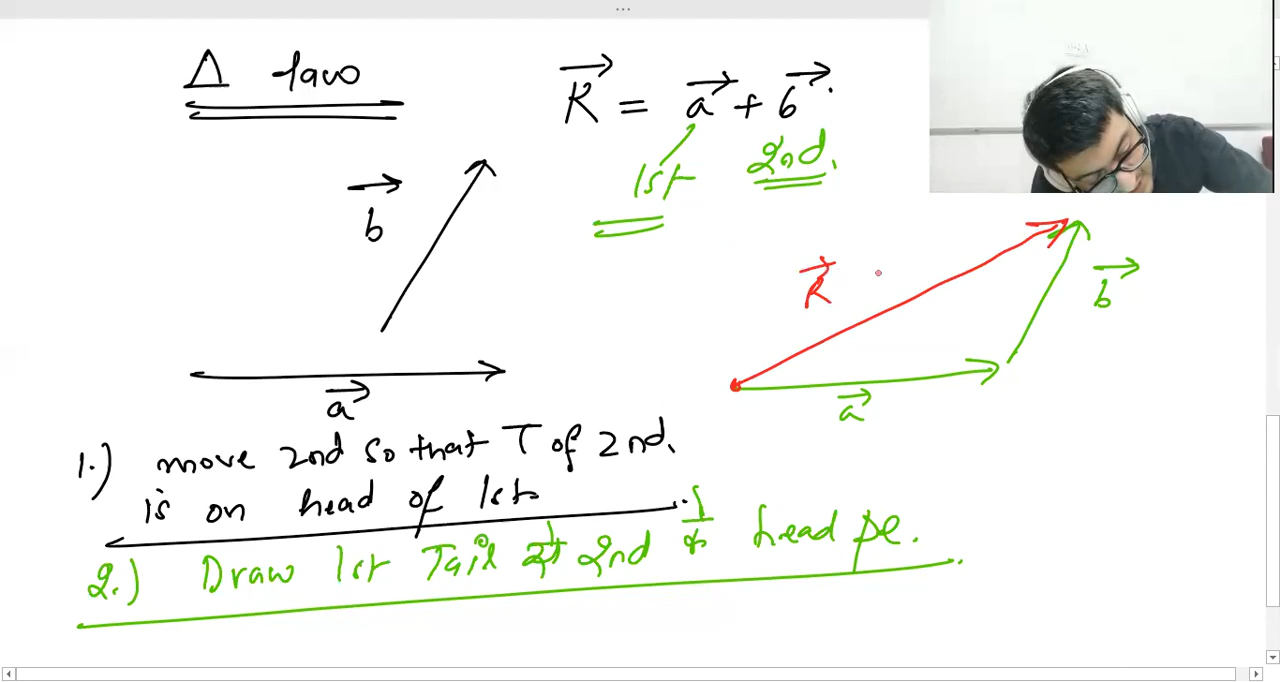 Δ law
R⃗ = a⃗ + b⃗.
1st 2nd.
b⃗
a⃗
R⃗
b⃗
a⃗
1.) move 2nd so that T of 2nd.
is on head of 1st
2.) Draw 1st Tail 2nd head pe.